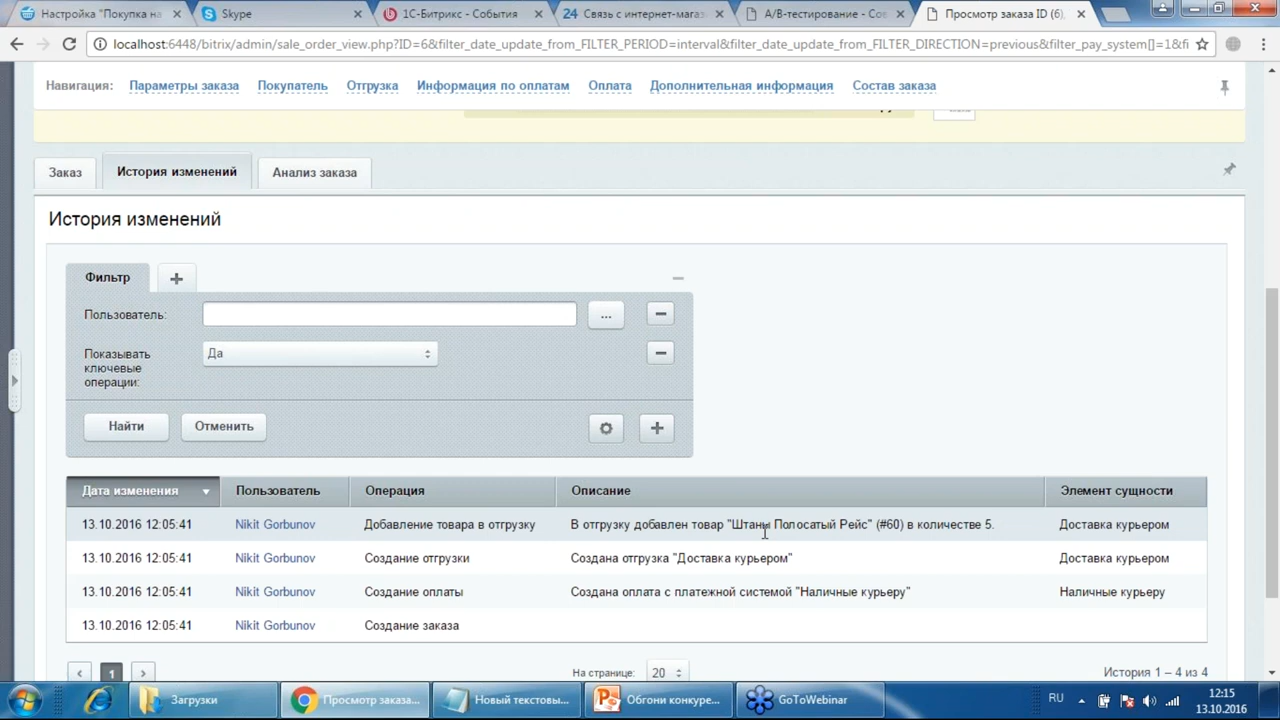 Настройка "Покупка на
Skype
1С-Битрикс - События
24 Связь с интернет-магаз
A/B-тестирование - Сов
Просмотр заказа ID (6),
localhost:6448/bitrix/admin/sale_order_view.php?ID=6&filter_date_update_from_FILTER_PERIOD=interval&filter_date_update_from_FILTER_DIRECTION=previous&filter_pay_system[]=1&fi
Навигация: Параметры заказа Покупатель Отгрузка Информация по оплатам Оплата Дополнительная информация Состав заказа
Заказ История изменений Анализ заказа
История изменений
Фильтр
Пользователь: ...
Показывать
ключевые
операции:
Да
Найти Отменить
Дата изменения Пользователь Операция Описание Элемент сущности
13.10.2016 12:05:41 Nikit Gorbunov Добавление товара в отгрузку В отгрузку добавлен товар "Штаны Полосатый Рейс" (#60) в количестве 5. Доставка курьером
13.10.2016 12:05:41 Nikit Gorbunov Создание отгрузки Создана отгрузка "Доставка курьером" Доставка курьером
13.10.2016 12:05:41 Nikit Gorbunov Создание оплаты Создана оплата с платежной системой "Наличные курьеру" Наличные курьеру
13.10.2016 12:05:41 Nikit Gorbunov Создание заказа
1 На странице: 20 История 1 – 4 из 4
Загрузки Просмотр заказа... Новый текстовы... Обгони конкуре... GoToWebinar RU 12:15
13.10.2016